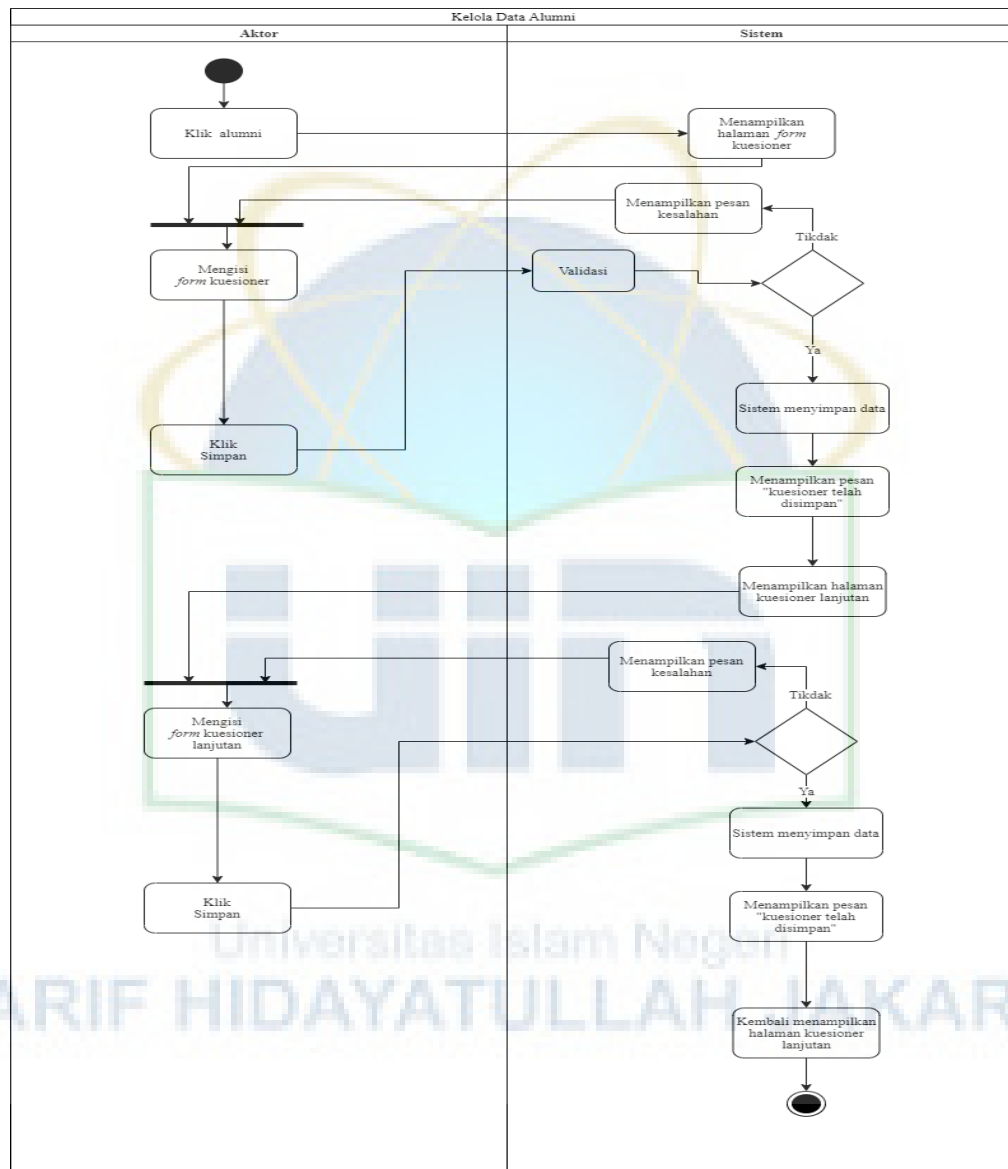 Kelola Data Alumni
Aktor
Sistem
Klik alumni
Menampilkan
halaman form
kuesioner
Menampilkan pesan
kesalahan
Tikdak
Mengisi
form kuesioner
Validasi
Ya
Sistem menyimpan data
Klik
Simpan
Menampilkan pesan
"kuesioner telah
disimpan"
Menampilkan halaman
kuesioner lanjutan
Menampilkan pesan
kesalahan
Tikdak
Mengisi
form kuesioner
lanjutan
Ya
Sistem menyimpan data
Klik
Simpan
Menampilkan pesan
"kuesioner telah
disimpan"
uin
Universitas Islam Negeri
ARIF HIDAYATULLAH JAKAR
Kembali menampilkan
halaman kuesioner
lanjutan